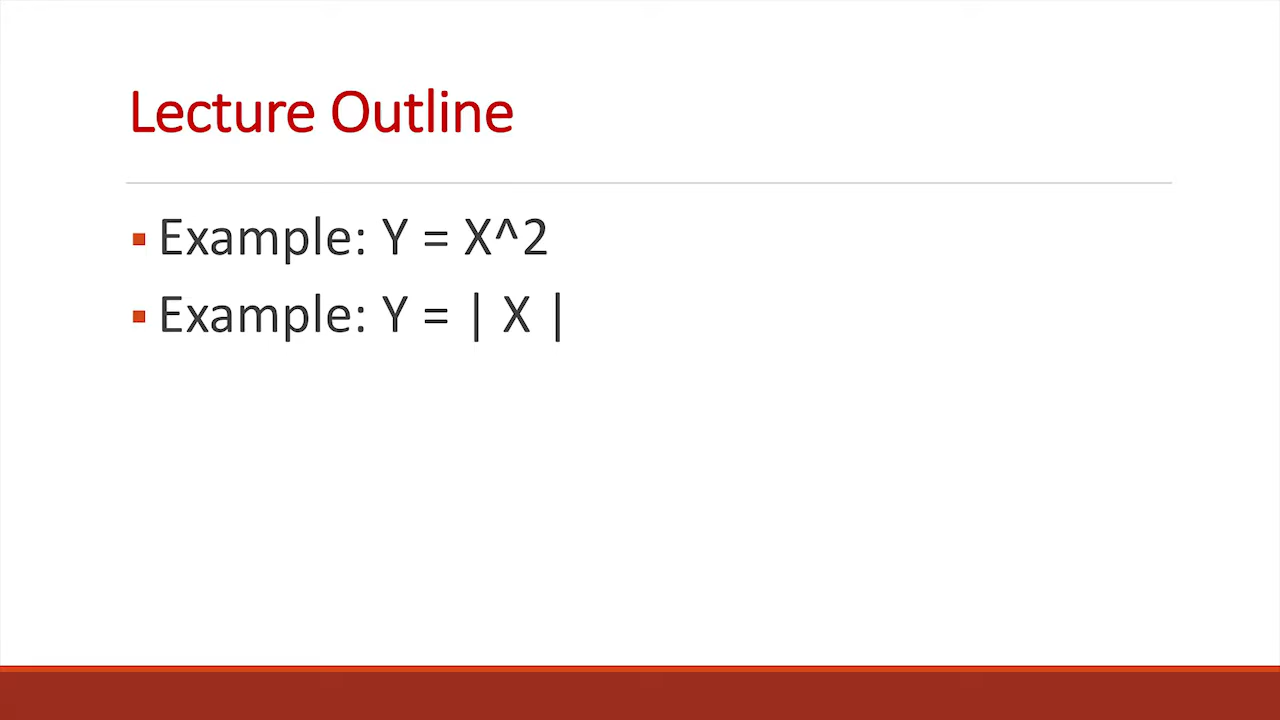 Lecture Outline
Example: Y = X^2
Example: Y = | X |